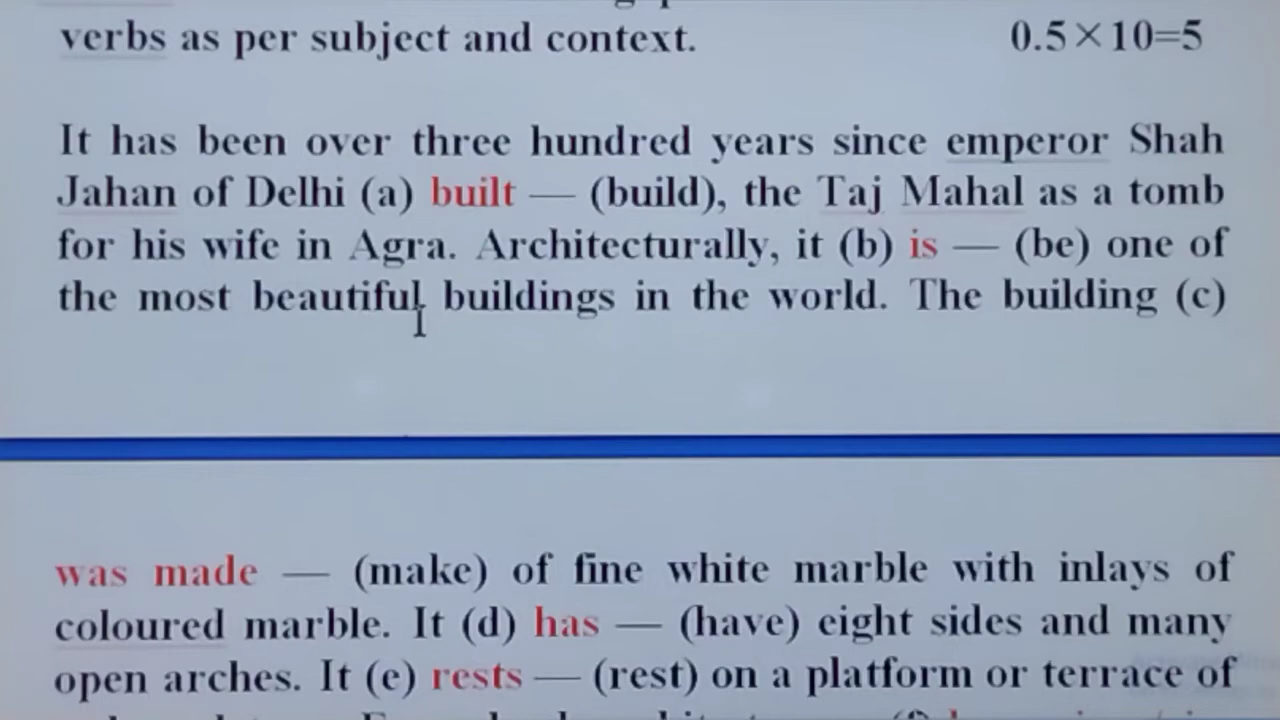 verbs as per subject and context. 0.5×10=5
It has been over three hundred years since emperor Shah
Jahan of Delhi (a) built — (build), the Taj Mahal as a tomb
for his wife in Agra. Architecturally, it (b) is — (be) one of
the most beautiful buildings in the world. The building (c)
was made — (make) of fine white marble with inlays of
coloured marble. It (d) has — (have) eight sides and many
open arches. It (e) rests — (rest) on a platform or terrace of